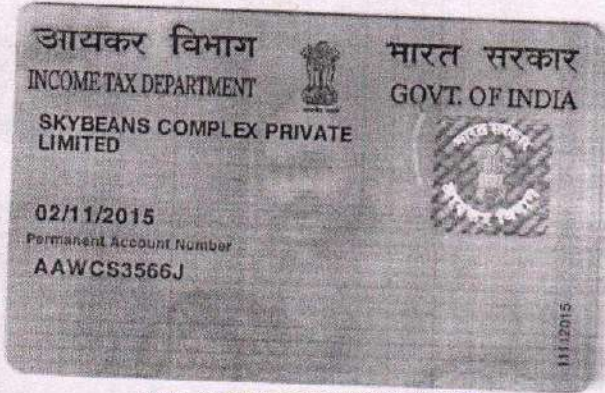 आयकर विभाग
INCOME TAX DEPARTMENT
भारत सरकार
GOVT. OF INDIA
SKYBEANS COMPLEX PRIVATE
LIMITED
02/11/2015
Permanent Account Number
AAWCS3566J
11112015